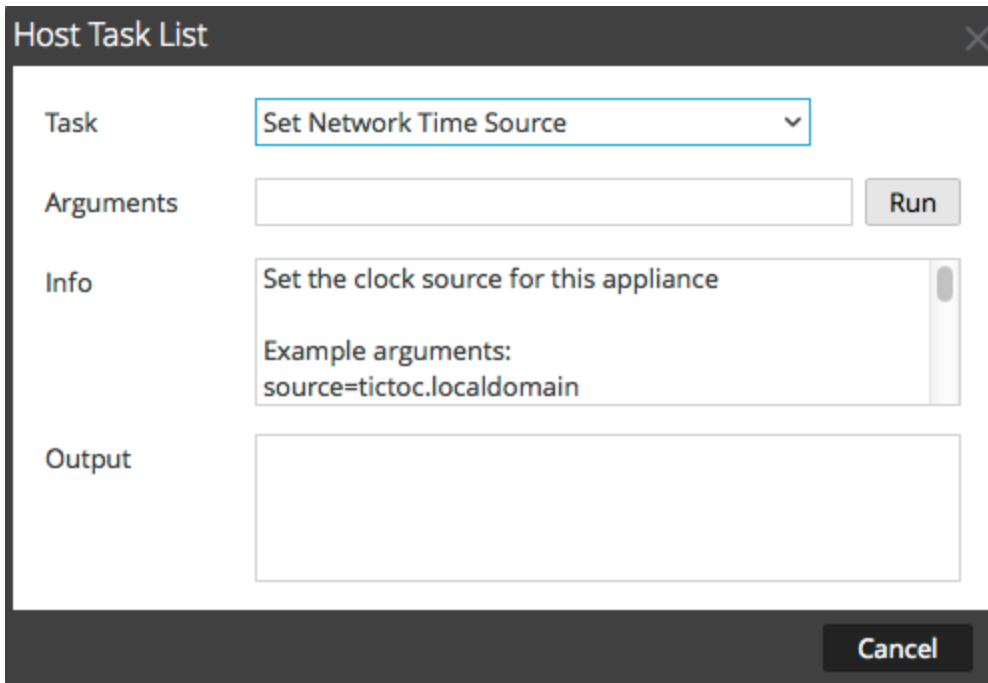 Host Task List
Task
Set Network Time Source
Arguments
Run
Info
Set the clock source for this appliance
Example arguments:
source=tictoc.localdomain
Output
Cancel